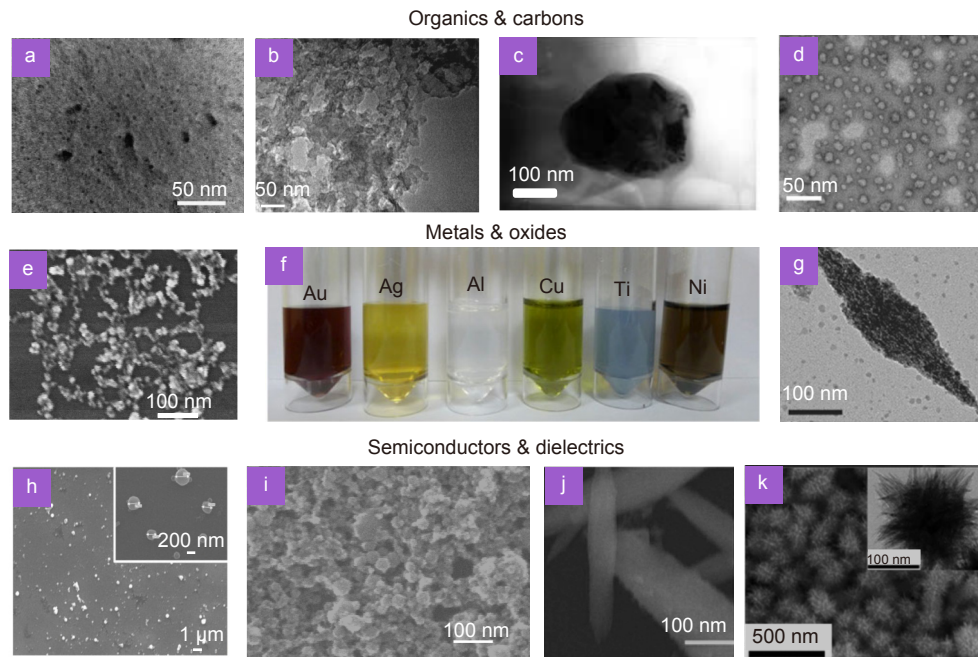 Organics & carbons
a
50 nm
b
50 nm
c
100 nm
d
50 nm
Metals & oxides
e
100 nm
f
Au
Ag
Al
Cu
Ti
Ni
g
100 nm
Semiconductors & dielectrics
h
200 nm
1 μm
i
100 nm
j
100 nm
k
100 nm
500 nm